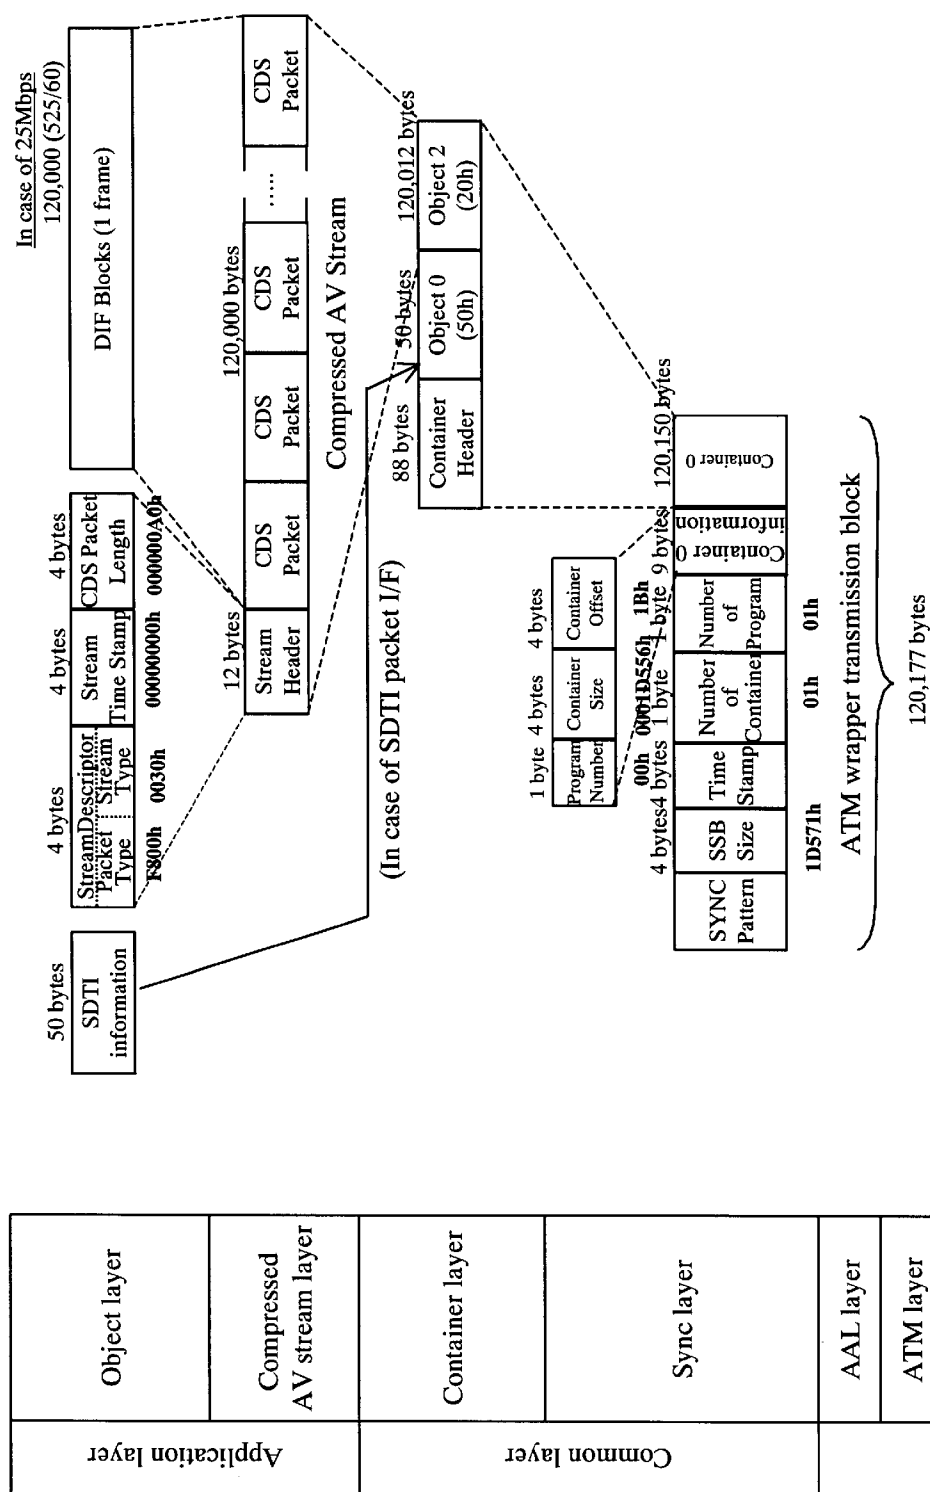 In case of 25Mbps
120,000 (525/60)
50 bytes
SDTI
information
4 bytes
StreamDescriptor
Packet
Type
Stream
Type
F800h
0030h
4 bytes
Stream
Time Stamp
00000000h
4 bytes
CDS Packet
Length
000000A0h
DIF Blocks (1 frame)
12 bytes
Stream
Header
120,000 bytes
CDS
Packet
CDS
Packet
CDS
Packet
.....
CDS
Packet
Compressed AV Stream
(In case of SDTI packet I/F)
88 bytes
Container
Header
50 bytes
Object 0
(50h)
120,012 bytes
Object 2
(20h)
1 byte
Program
Number
00h
4 bytes
Container
Size
0001D556h
4 bytes
Container
Offset
1Bh
SYNC
Pattern
4 bytes
SSB
Size
1D571h
4 bytes
Time
Stamp
1 byte
Number
of
Container
01h
1 byte
Number
of
Program
01h
9 bytes
Container 0
information
120,150 bytes
Container 0
ATM wrapper transmission block
120,177 bytes
Application layer
Object layer
Compressed
AV stream layer
Common layer
Container layer
Sync layer
AAL layer
ATM layer